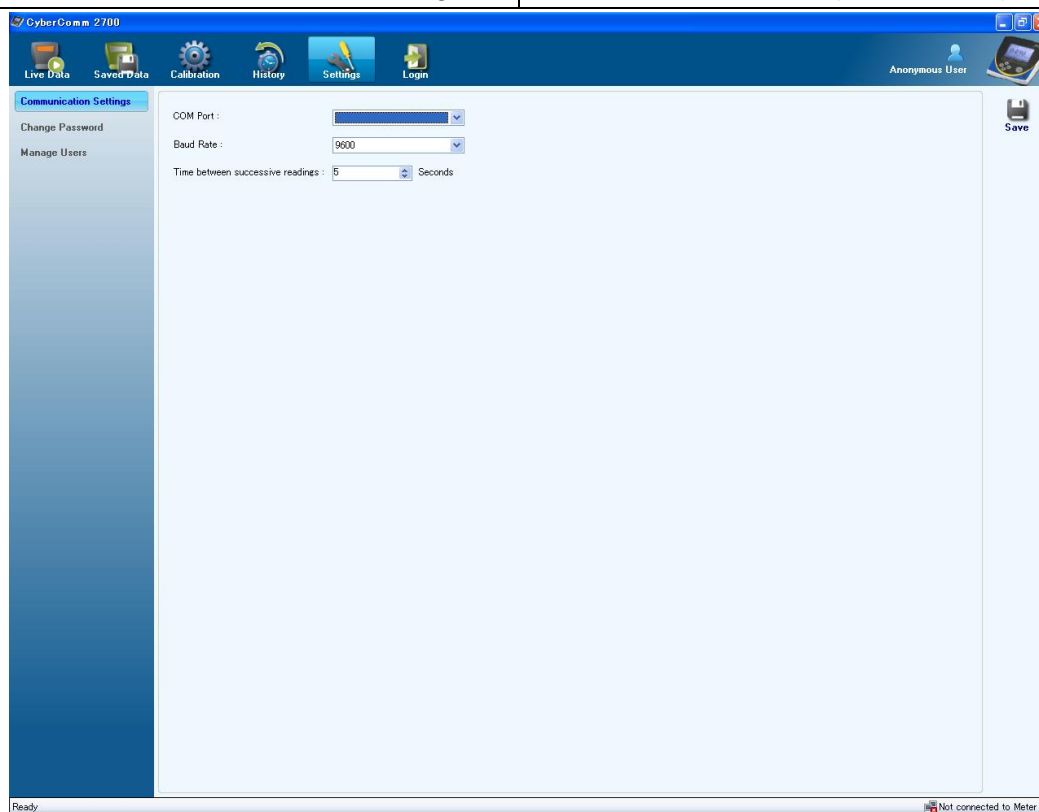 CyberComm 2700
Live Data Saved Data Calibration History Settings Login Anonymous User
Communication Settings
Change Password
Manage Users
COM Port :
Baud Rate : 9600
Time between successive readings : 5 Seconds
Save
Ready Not connected to Meter